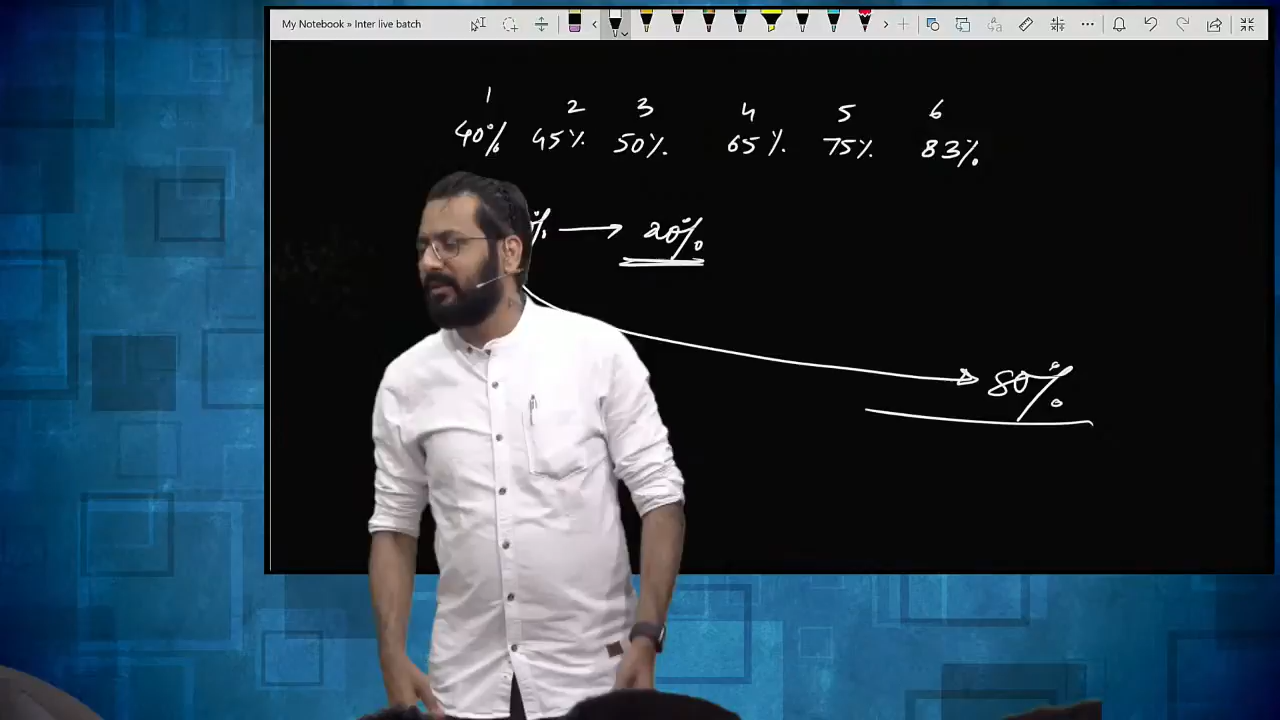 My Notebook » Inter live batch
1 2 3 4 5 6
40% 45% 50% 65% 75% 83%
% → 20%
80%